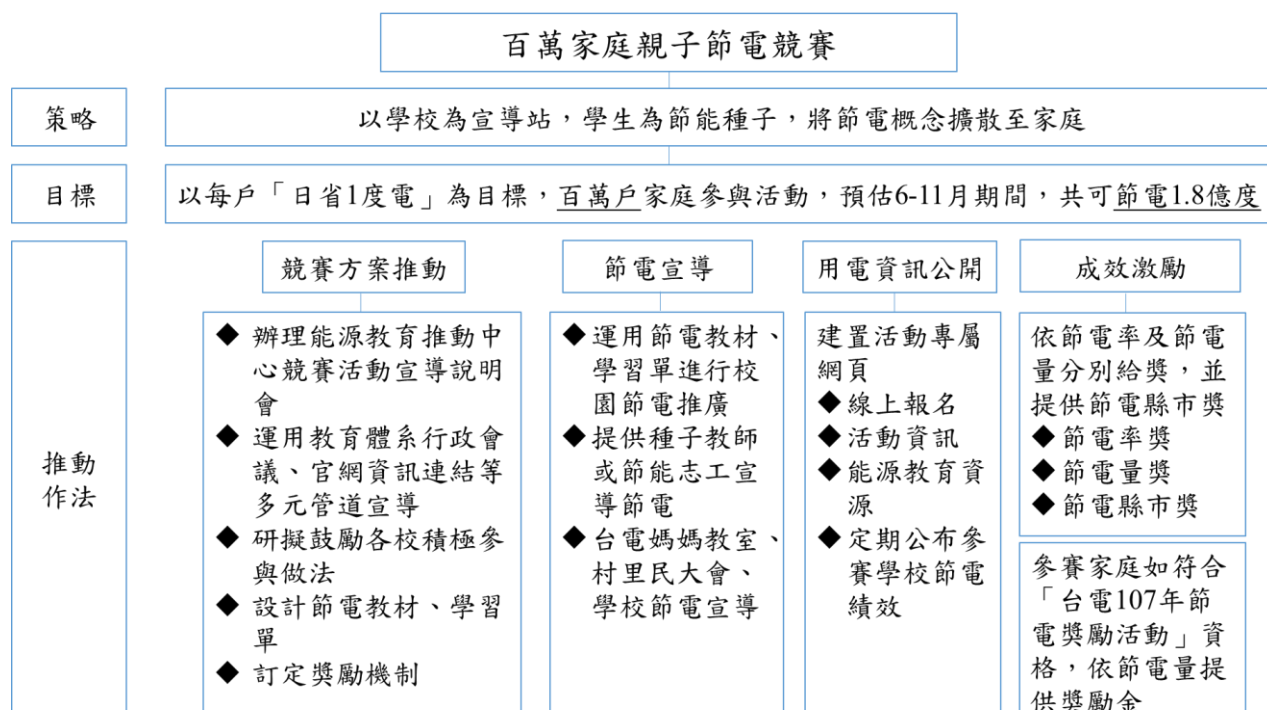 百萬家庭親子節電競賽
策略
以學校為宣導站，學生為節能種子，將節電概念擴散至家庭
目標
以每戶「日省1度電」為目標，百萬戶家庭參與活動，預估6-11月期間，共可節電1.8億度
推動
作法
競賽方案推動
◆ 辦理能源教育推動中
心競賽活動宣導說明
會
◆ 運用教育體系行政會
議、官網資訊連結等
多元管道宣導
◆ 研擬鼓勵各校積極參
與做法
◆ 設計節電教材、學習
單
◆ 訂定獎勵機制
節電宣導
◆運用節電教材、
學習單進行校
園節電推廣
◆提供種子教師
或節能志工宣
導節電
◆台電媽媽教室、
村里民大會、
學校節電宣導
用電資訊公開
建置活動專屬
網頁
◆線上報名
◆活動資訊
◆能源教育資
源
◆定期公布參
賽學校節電
績效
成效激勵
依節電率及節電
量分別給獎，並
提供節電縣市獎
◆節電率獎
◆節電量獎
◆節電縣市獎
參賽家庭如符合
「台電107年節
電獎勵活動」資
格，依節電量提
供獎勵金